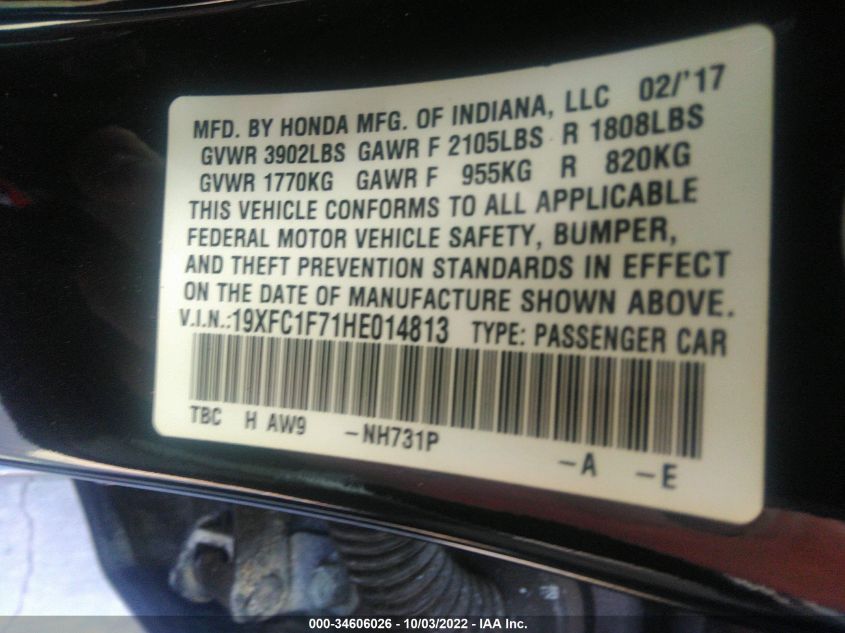 MFD. BY HONDA MFG. OF INDIANA, LLC 02/'17
GVWR 3902LBS GAWR F 2105LBS R 1808LBS
GVWR 1770KG GAWR F 955KG R 820KG
THIS VEHICLE CONFORMS TO ALL APPLICABLE
FEDERAL MOTOR VEHICLE SAFETY, BUMPER,
AND THEFT PREVENTION STANDARDS IN EFFECT
ON THE DATE OF MANUFACTURE SHOWN ABOVE.
V.I.N.:19XFC1F71HE014813 TYPE: PASSENGER CAR
TBC H AW9 -NH731P -A -E
000-34606026 - 10/03/2022 - IAA Inc.